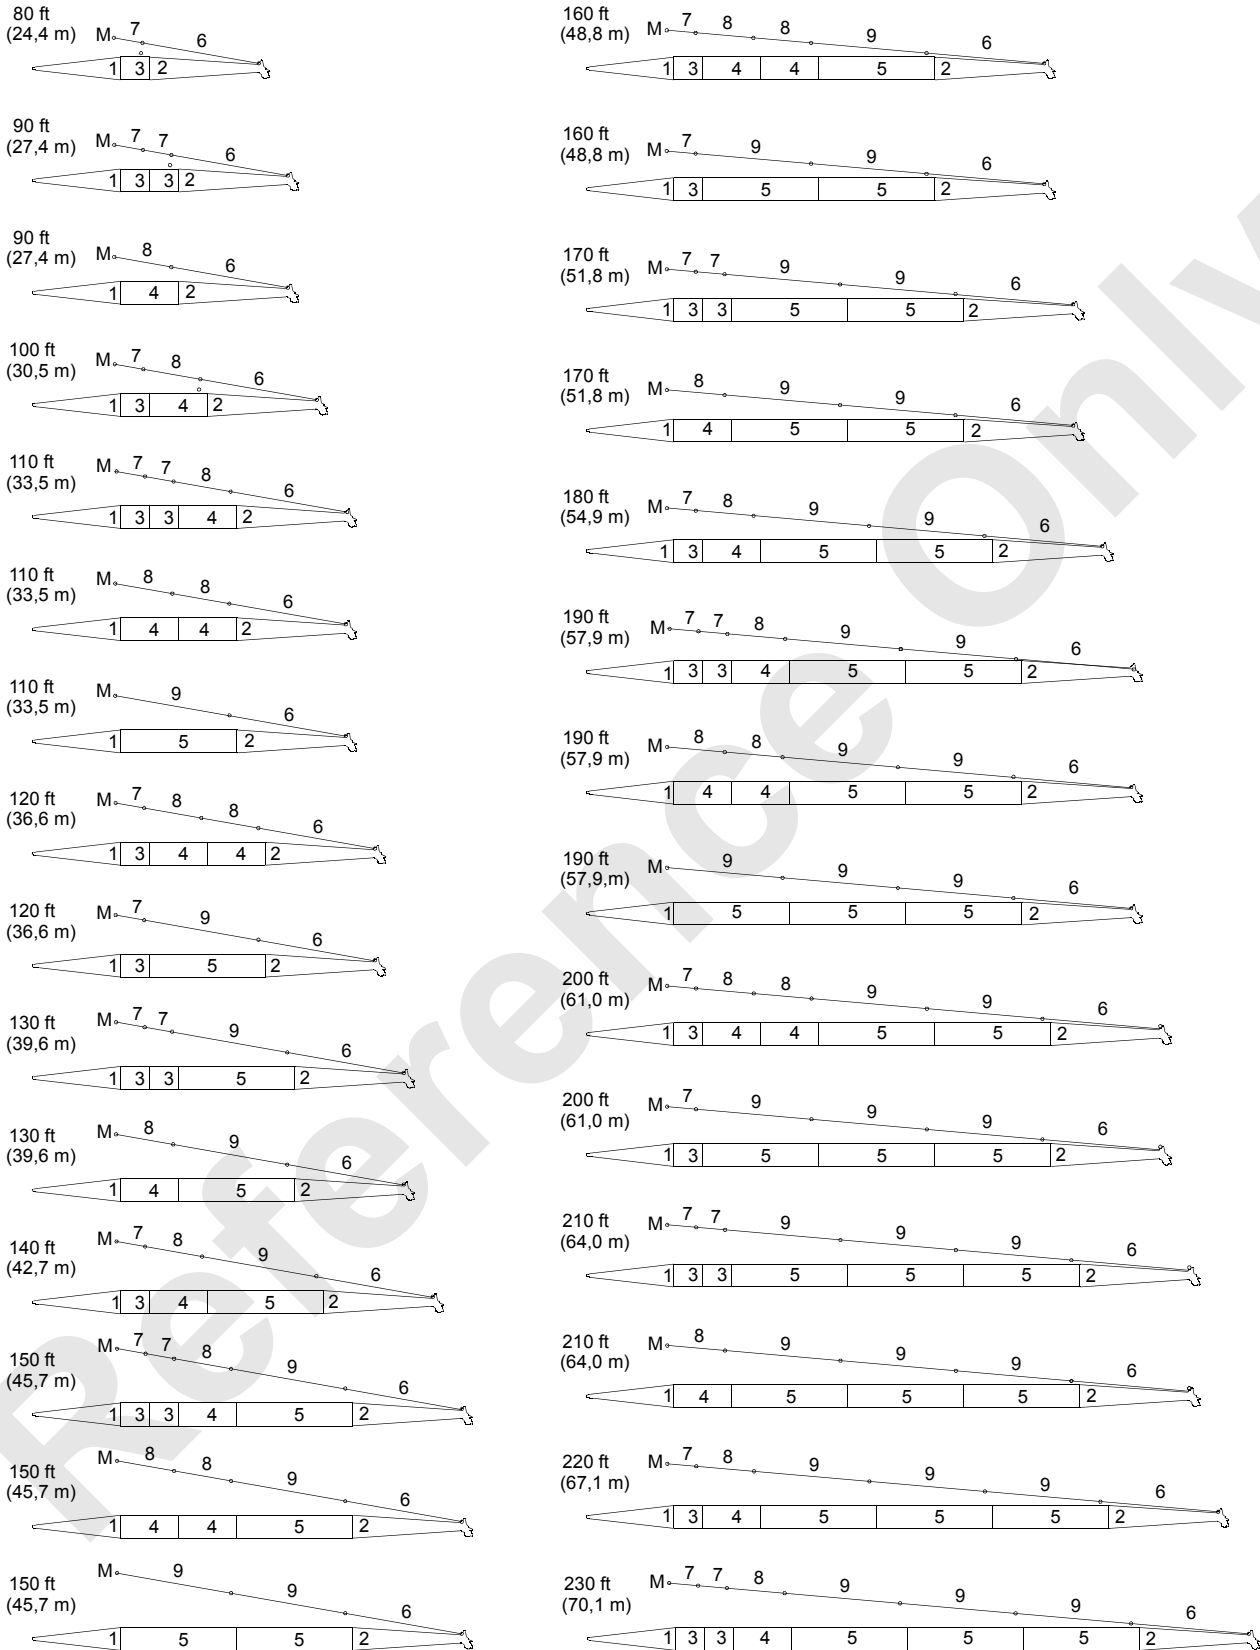 80 ft
(24,4 m)
M 7 6
1 3 2
90 ft
(27,4 m)
M 7 7 6
1 3 3 2
90 ft
(27,4 m)
M 8 6
1 4 2
100 ft
(30,5 m)
M 7 8 6
1 3 4 2
110 ft
(33,5 m)
M 7 7 8 6
1 3 3 4 2
110 ft
(33,5 m)
M 8 8 6
1 4 4 2
110 ft
(33,5 m)
M 9 6
1 5 2
120 ft
(36,6 m)
M 7 8 8 6
1 3 4 4 2
120 ft
(36,6 m)
M 7 9 6
1 3 5 2
130 ft
(39,6 m)
M 7 7 9 6
1 3 3 5 2
130 ft
(39,6 m)
M 8 9 6
1 4 5 2
140 ft
(42,7 m)
M 7 8 9 6
1 3 4 5 2
150 ft
(45,7 m)
M 7 7 8 9 6
1 3 3 4 5 2
150 ft
(45,7 m)
M 8 8 9 6
1 4 4 5 2
150 ft
(45,7 m)
M 9 9 6
1 5 5 2
160 ft
(48,8 m)
M 7 8 8 9 6
1 3 4 4 5 2
160 ft
(48,8 m)
M 7 9 9 6
1 3 5 5 2
170 ft
(51,8 m)
M 7 7 9 9 6
1 3 3 5 5 2
170 ft
(51,8 m)
M 8 9 9 6
1 4 5 5 2
180 ft
(54,9 m)
M 7 8 9 9 6
1 3 4 5 5 2
190 ft
(57,9 m)
M 7 7 8 9 9 6
1 3 3 4 5 5 2
190 ft
(57,9 m)
M 8 8 9 9 6
1 4 4 5 5 2
190 ft
(57,9,m)
M 9 9 9 6
1 5 5 5 2
200 ft
(61,0 m)
M 7 8 8 9 9 6
1 3 4 4 5 5 2
200 ft
(61,0 m)
M 7 9 9 9 6
1 3 5 5 5 2
210 ft
(64,0 m)
M 7 7 9 9 9 6
1 3 3 5 5 5 2
210 ft
(64,0 m)
M 8 9 9 9 6
1 4 5 5 5 2
220 ft
(67,1 m)
M 7 8 9 9 9 6
1 3 4 5 5 5 2
230 ft
(70,1 m)
M 7 7 8 9 9 9 6
1 3 3 4 5 5 5 2
Reference Only